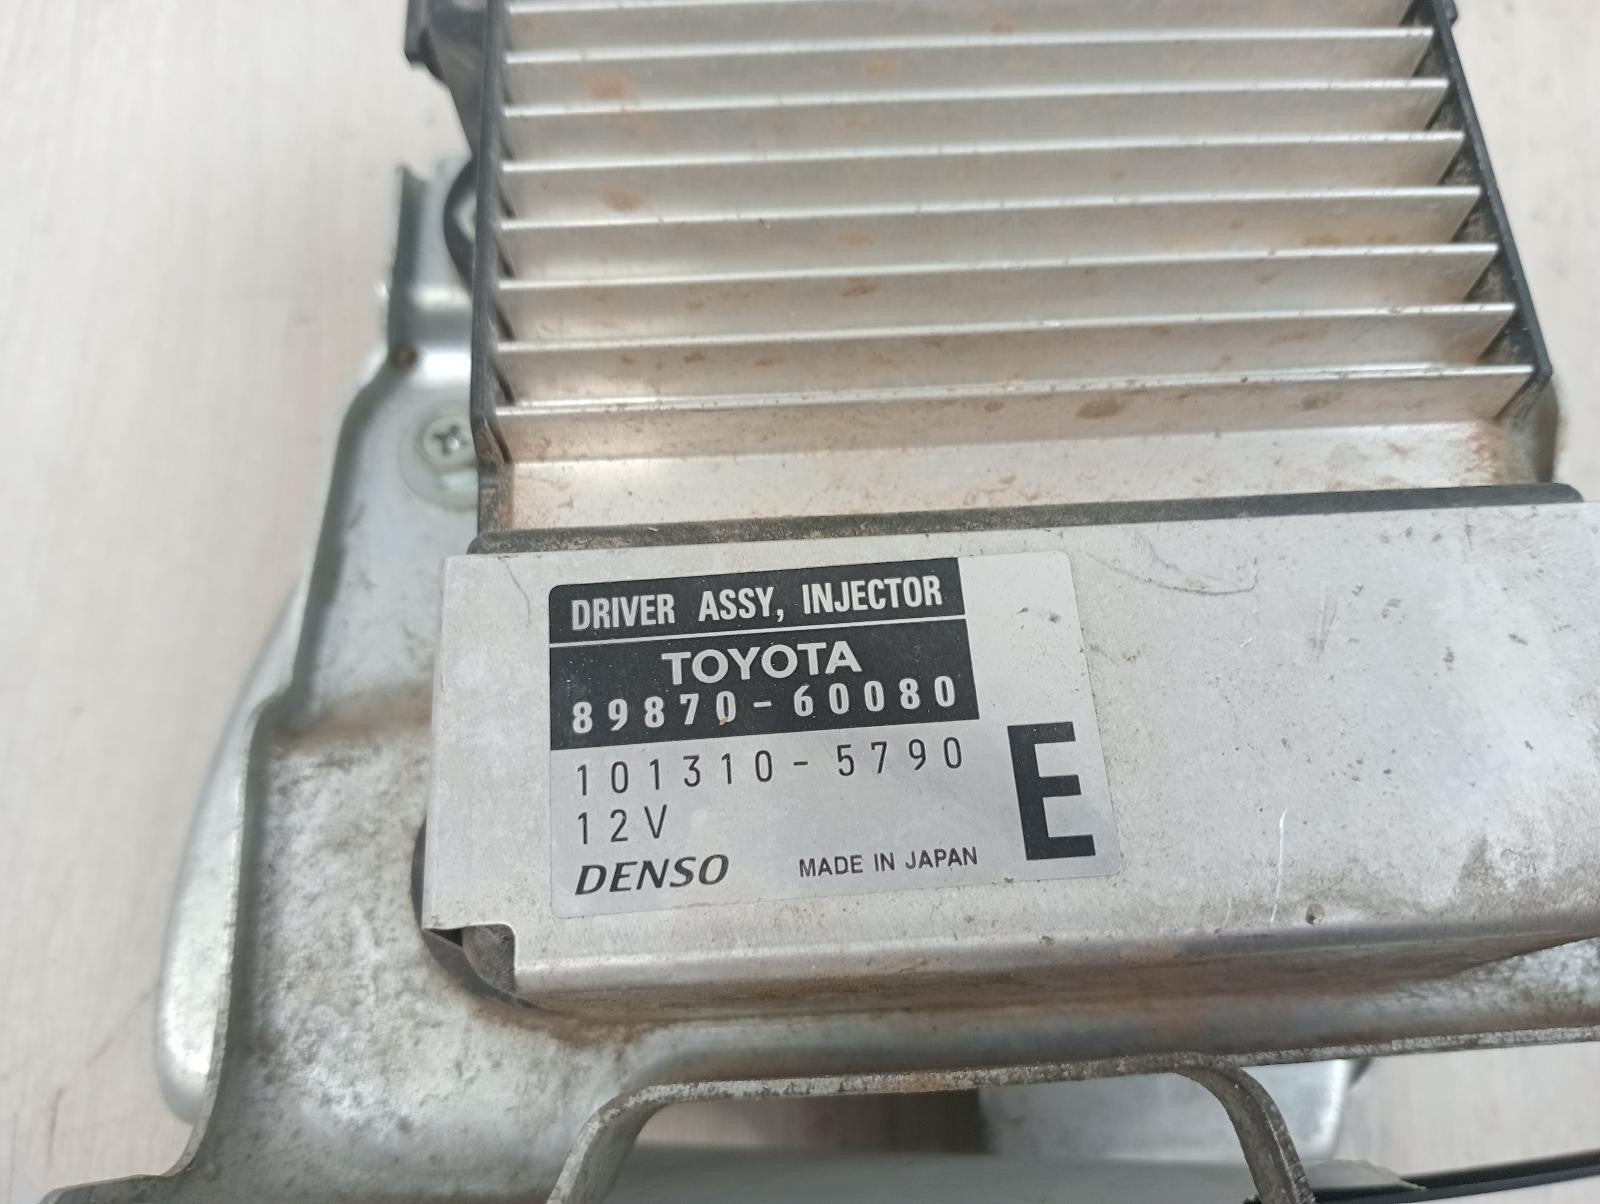 DRIVER ASSY, INJECTOR
TOYOTA
89870-60080
101310-5790
12V
E
DENSO MADE IN JAPAN